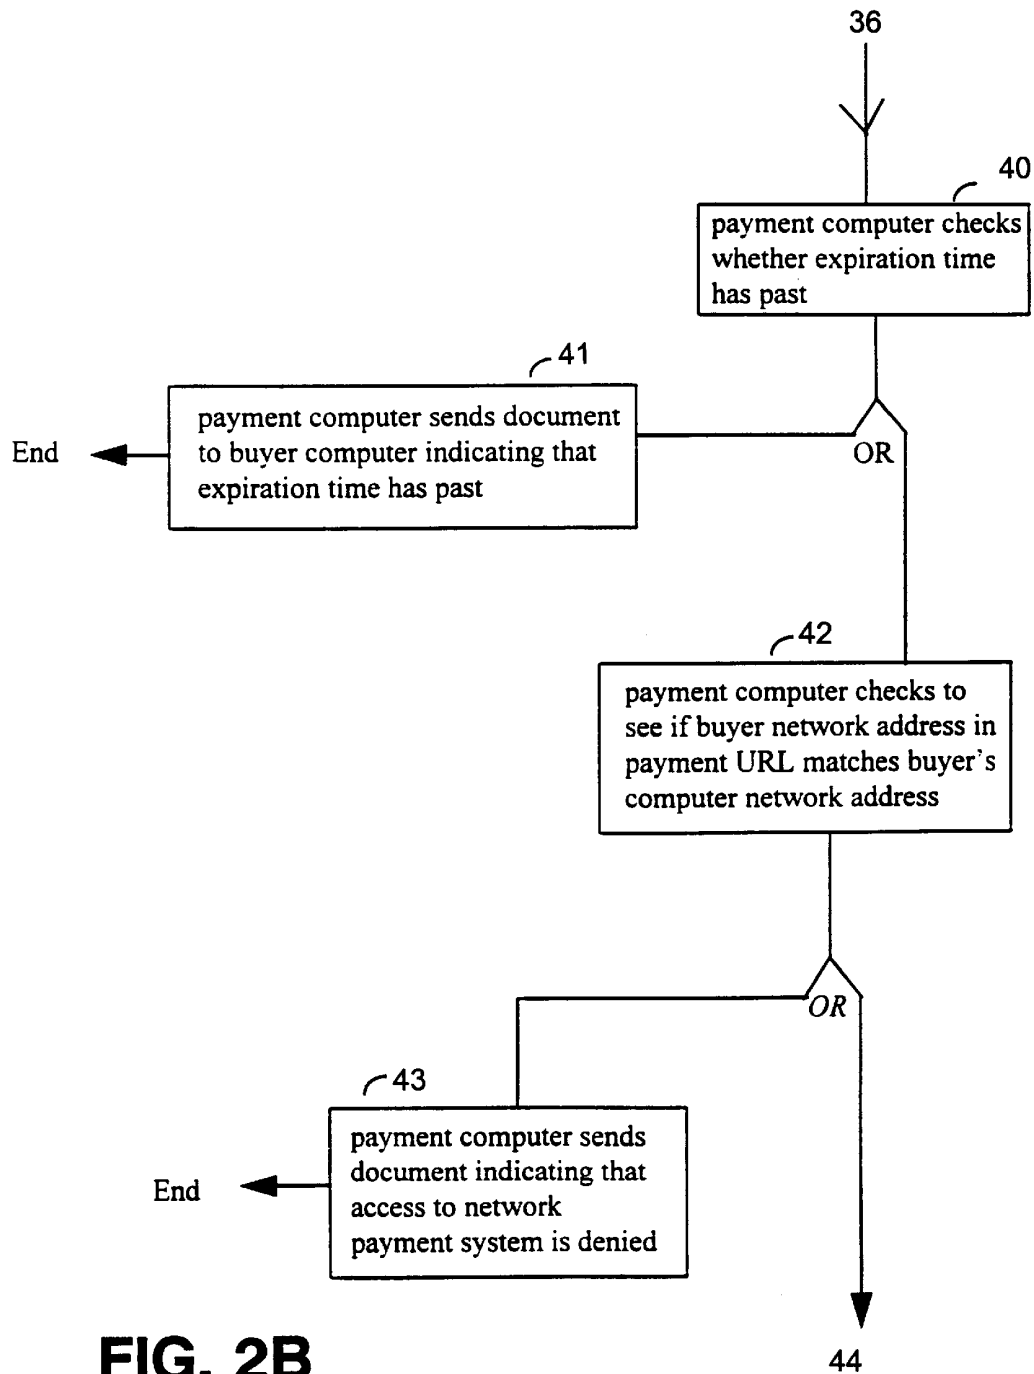 36
40
payment computer checks
whether expiration time
has past
41
payment computer sends document
to buyer computer indicating that
expiration time has past
End
OR
42
payment computer checks to
see if buyer network address in
payment URL matches buyer's
computer network address
OR
43
payment computer sends
document indicating that
access to network
payment system is denied
End
44
FIG. 2B